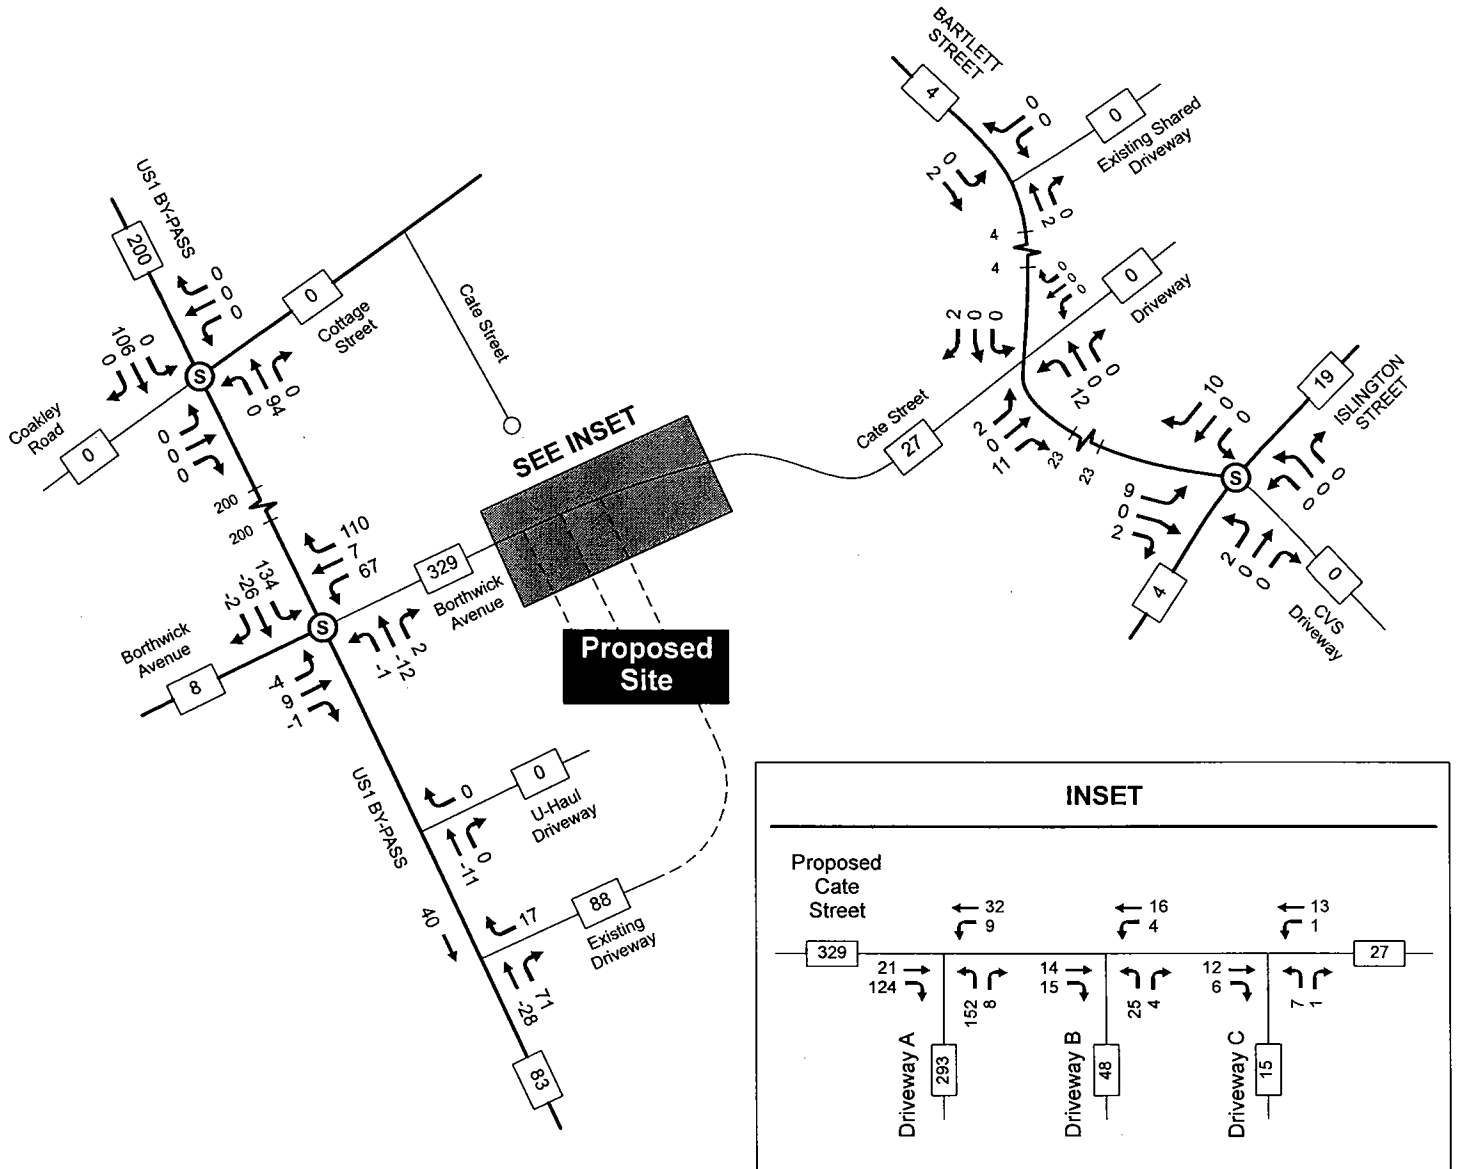 BARTLETT
STREET
4
0
0
0
Existing Shared
Driveway
0
2
2
0
4
4
US1 BY-PASS
200
0
0
0
0
Cottage
Street
Cate Street
0
106
0
0
94
0
0
0
0
Coakley
Road
0
200
200
0
0
0
0
Driveway
2
0
0
12
0
0
Cate Street
27
2
0
11
23
23
10
0
0
19
ISLINGTON
STREET
0
0
0
9
0
2
2
0
0
0
4
CVS
Driveway
SEE INSET
110
7
67
329
Borthwick
Avenue
134
-26
-2
S
S
S
Borthwick
Avenue
8
-4
9
-1
-1
-12
2
Proposed
Site
US1 BY-PASS
0
0
U-Haul
Driveway
-11
0
40
17
88
Existing
Driveway
71
-28
83
INSET
Proposed
Cate
Street
32
9
16
4
13
1
329
27
21
124
152
8
14
15
25
4
12
6
7
1
Driveway A
293
Driveway B
48
Driveway C
15